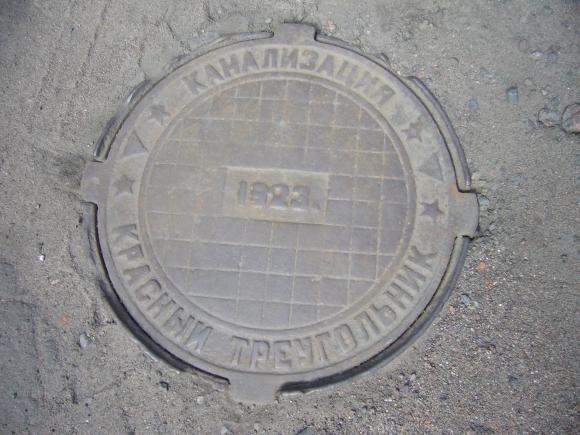 КАНАЛИЗАЦИЯ
1923.
КРАСНЫЙ ТРЕУГОЛЬНИК